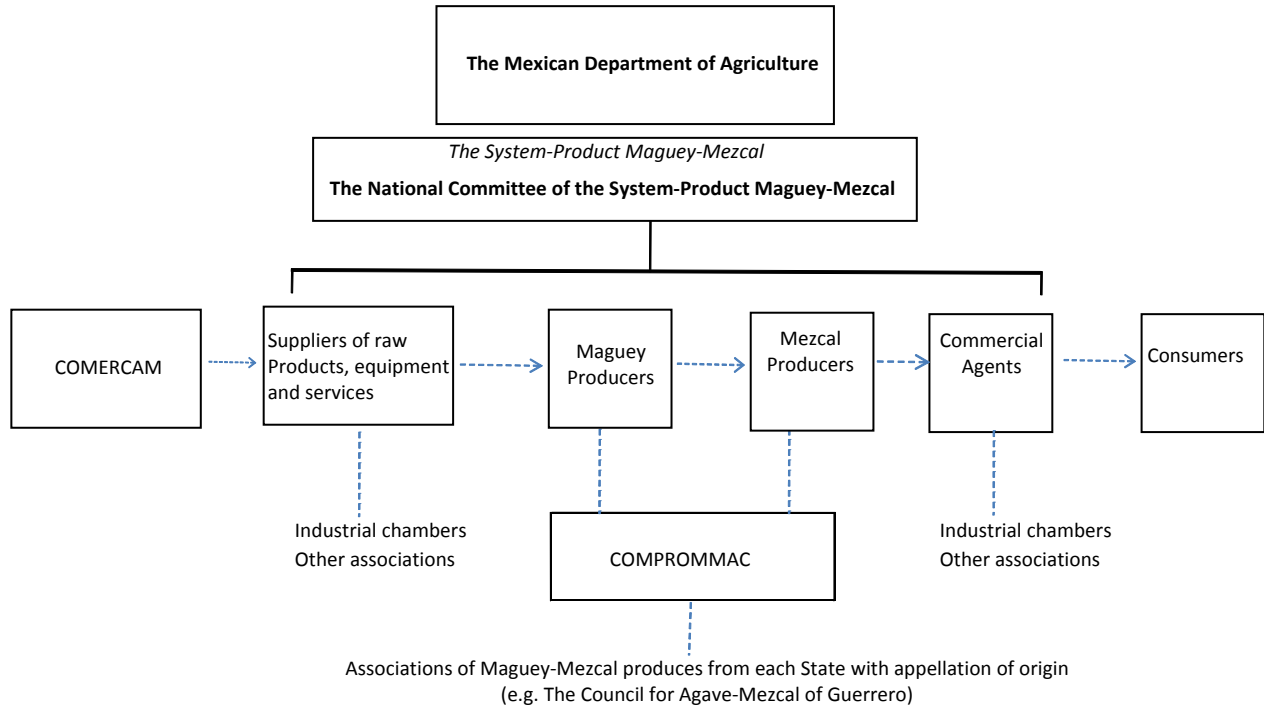 The Mexican Department of Agriculture
The System-Product Maguey-Mezcal
The National Committee of the System-Product Maguey-Mezcal
COMERCAM
Suppliers of raw
Products, equipment
and services
Maguey
Producers
Mezcal
Producers
Commercial
Agents
Consumers
Industrial chambers
Other associations
COMPROMMAC
Industrial chambers
Other associations
Associations of Maguey-Mezcal produces from each State with appellation of origin
(e.g. The Council for Agave-Mezcal of Guerrero)